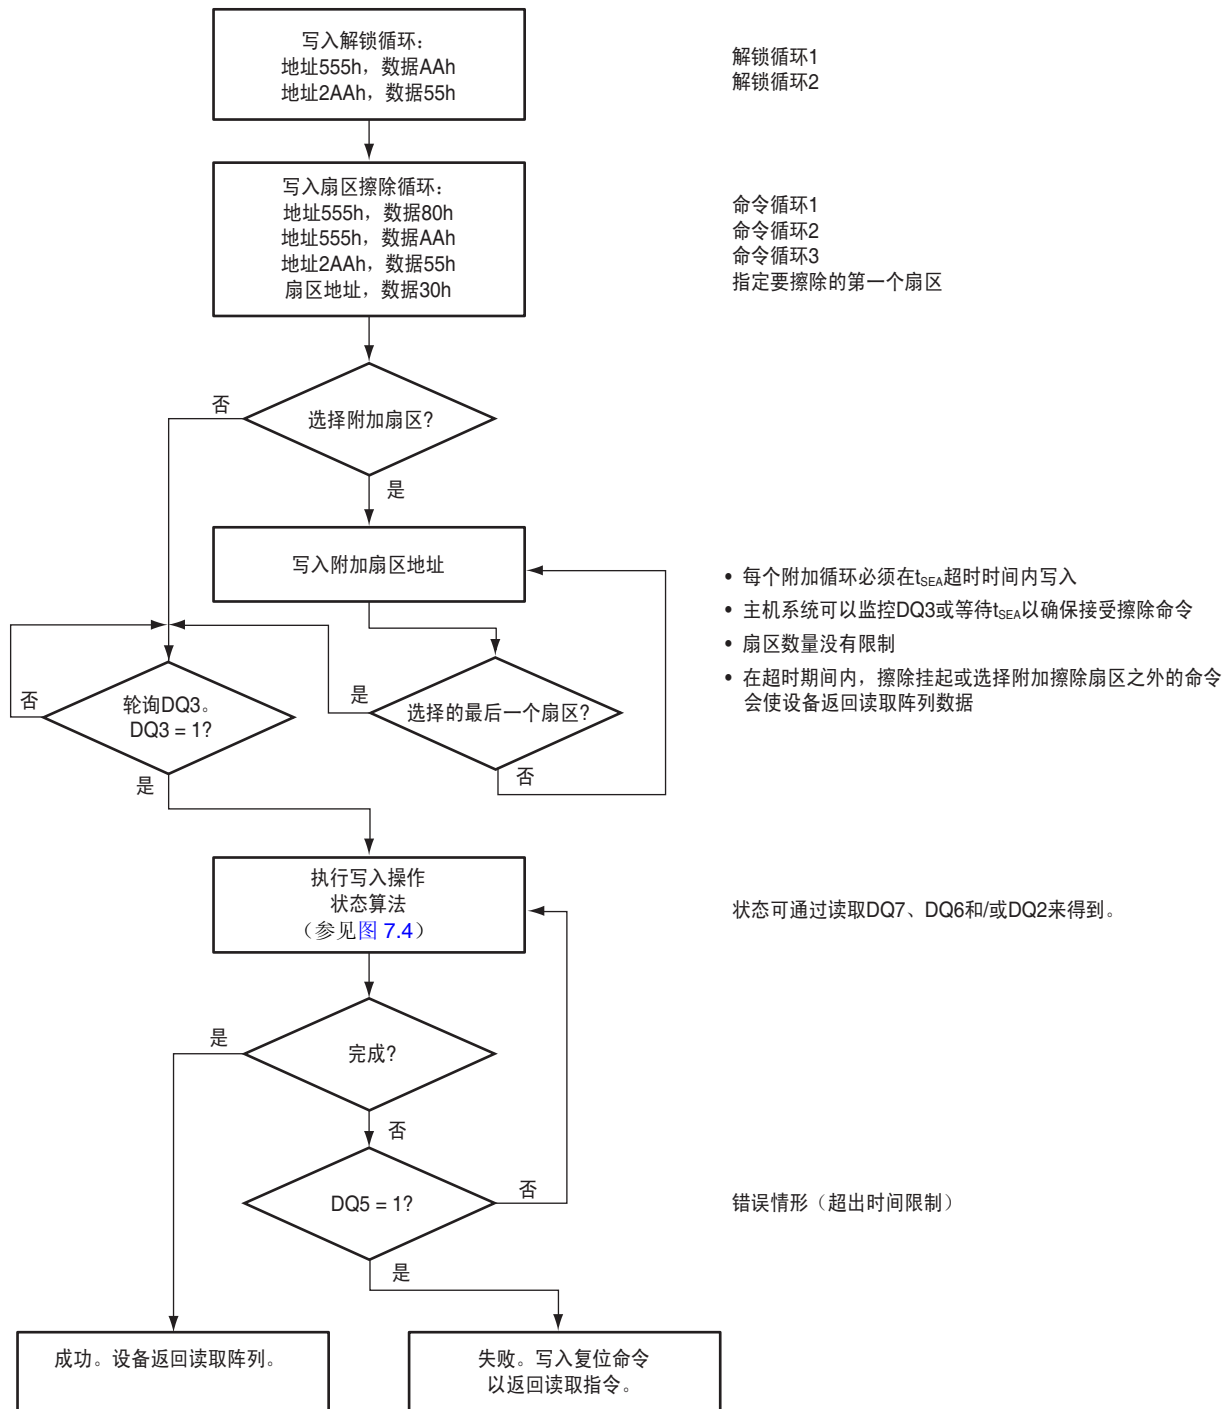 写入解锁循环：
地址555h，数据AAh
地址2AAh，数据55h
解锁循环1
解锁循环2
写入扇区擦除循环：
地址555h，数据80h
地址555h，数据AAh
地址2AAh，数据55h
扇区地址，数据30h
命令循环1
命令循环2
命令循环3
指定要擦除的第一个扇区
否
选择附加扇区？
是
写入附加扇区地址
• 每个附加循环必须在tSEA超时时间内写入
• 主机系统可以监控DQ3或等待tSEA以确保接受擦除命令
• 扇区数量没有限制
• 在超时期间内，擦除挂起或选择附加擦除扇区之外的命令
会使设备返回读取阵列数据
否
轮询DQ3。
DQ3 = 1?
是
是
选择的最后一个扇区？
否
执行写入操作
状态算法
（参见图 7.4）
状态可通过读取DQ7、DQ6和/或DQ2来得到。
是
完成？
否
DQ5 = 1?
否
错误情形（超出时间限制）
是
成功。设备返回读取阵列。
失败。写入复位命令
以返回读取指令。